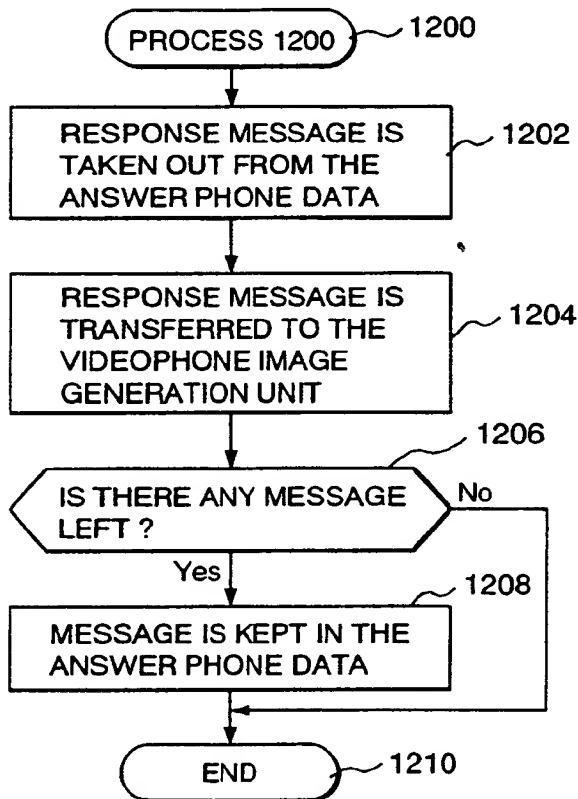 PROCESS 1200
1200
RESPONSE MESSAGE IS
TAKEN OUT FROM THE
ANSWER PHONE DATA
1202
RESPONSE MESSAGE IS
TRANSFERRED TO THE
VIDEOPHONE IMAGE
GENERATION UNIT
1204
1206
IS THERE ANY MESSAGE
LEFT ?
No
Yes
1208
MESSAGE IS KEPT IN THE
ANSWER PHONE DATA
END
1210